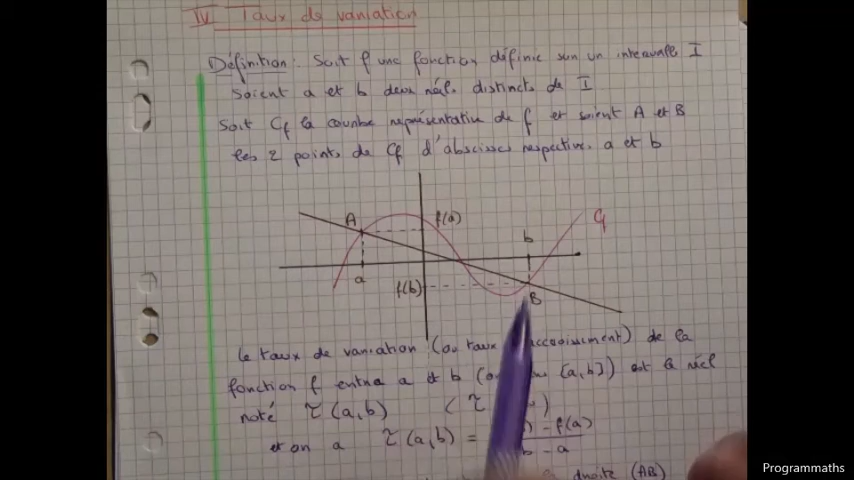 IV Taux de variation
Définition: Soit f une fonction définie sur un intervalle I
Soient a et b deux réels distincts de I
Soit Cf la courbe représentative de f et soient A et B
les 2 points de Cf d'abscisses respectives a et b
A f(a) Cf
b
a
f(b) B
Le taux de variation (ou taux accroissement) de la
fonction f entre a et b ( [a,b]) est le réel
noté τ(a,b) (τ )
et on a τ(a,b) = ) - f(a)
b - a
droite (AB)
Programmaths